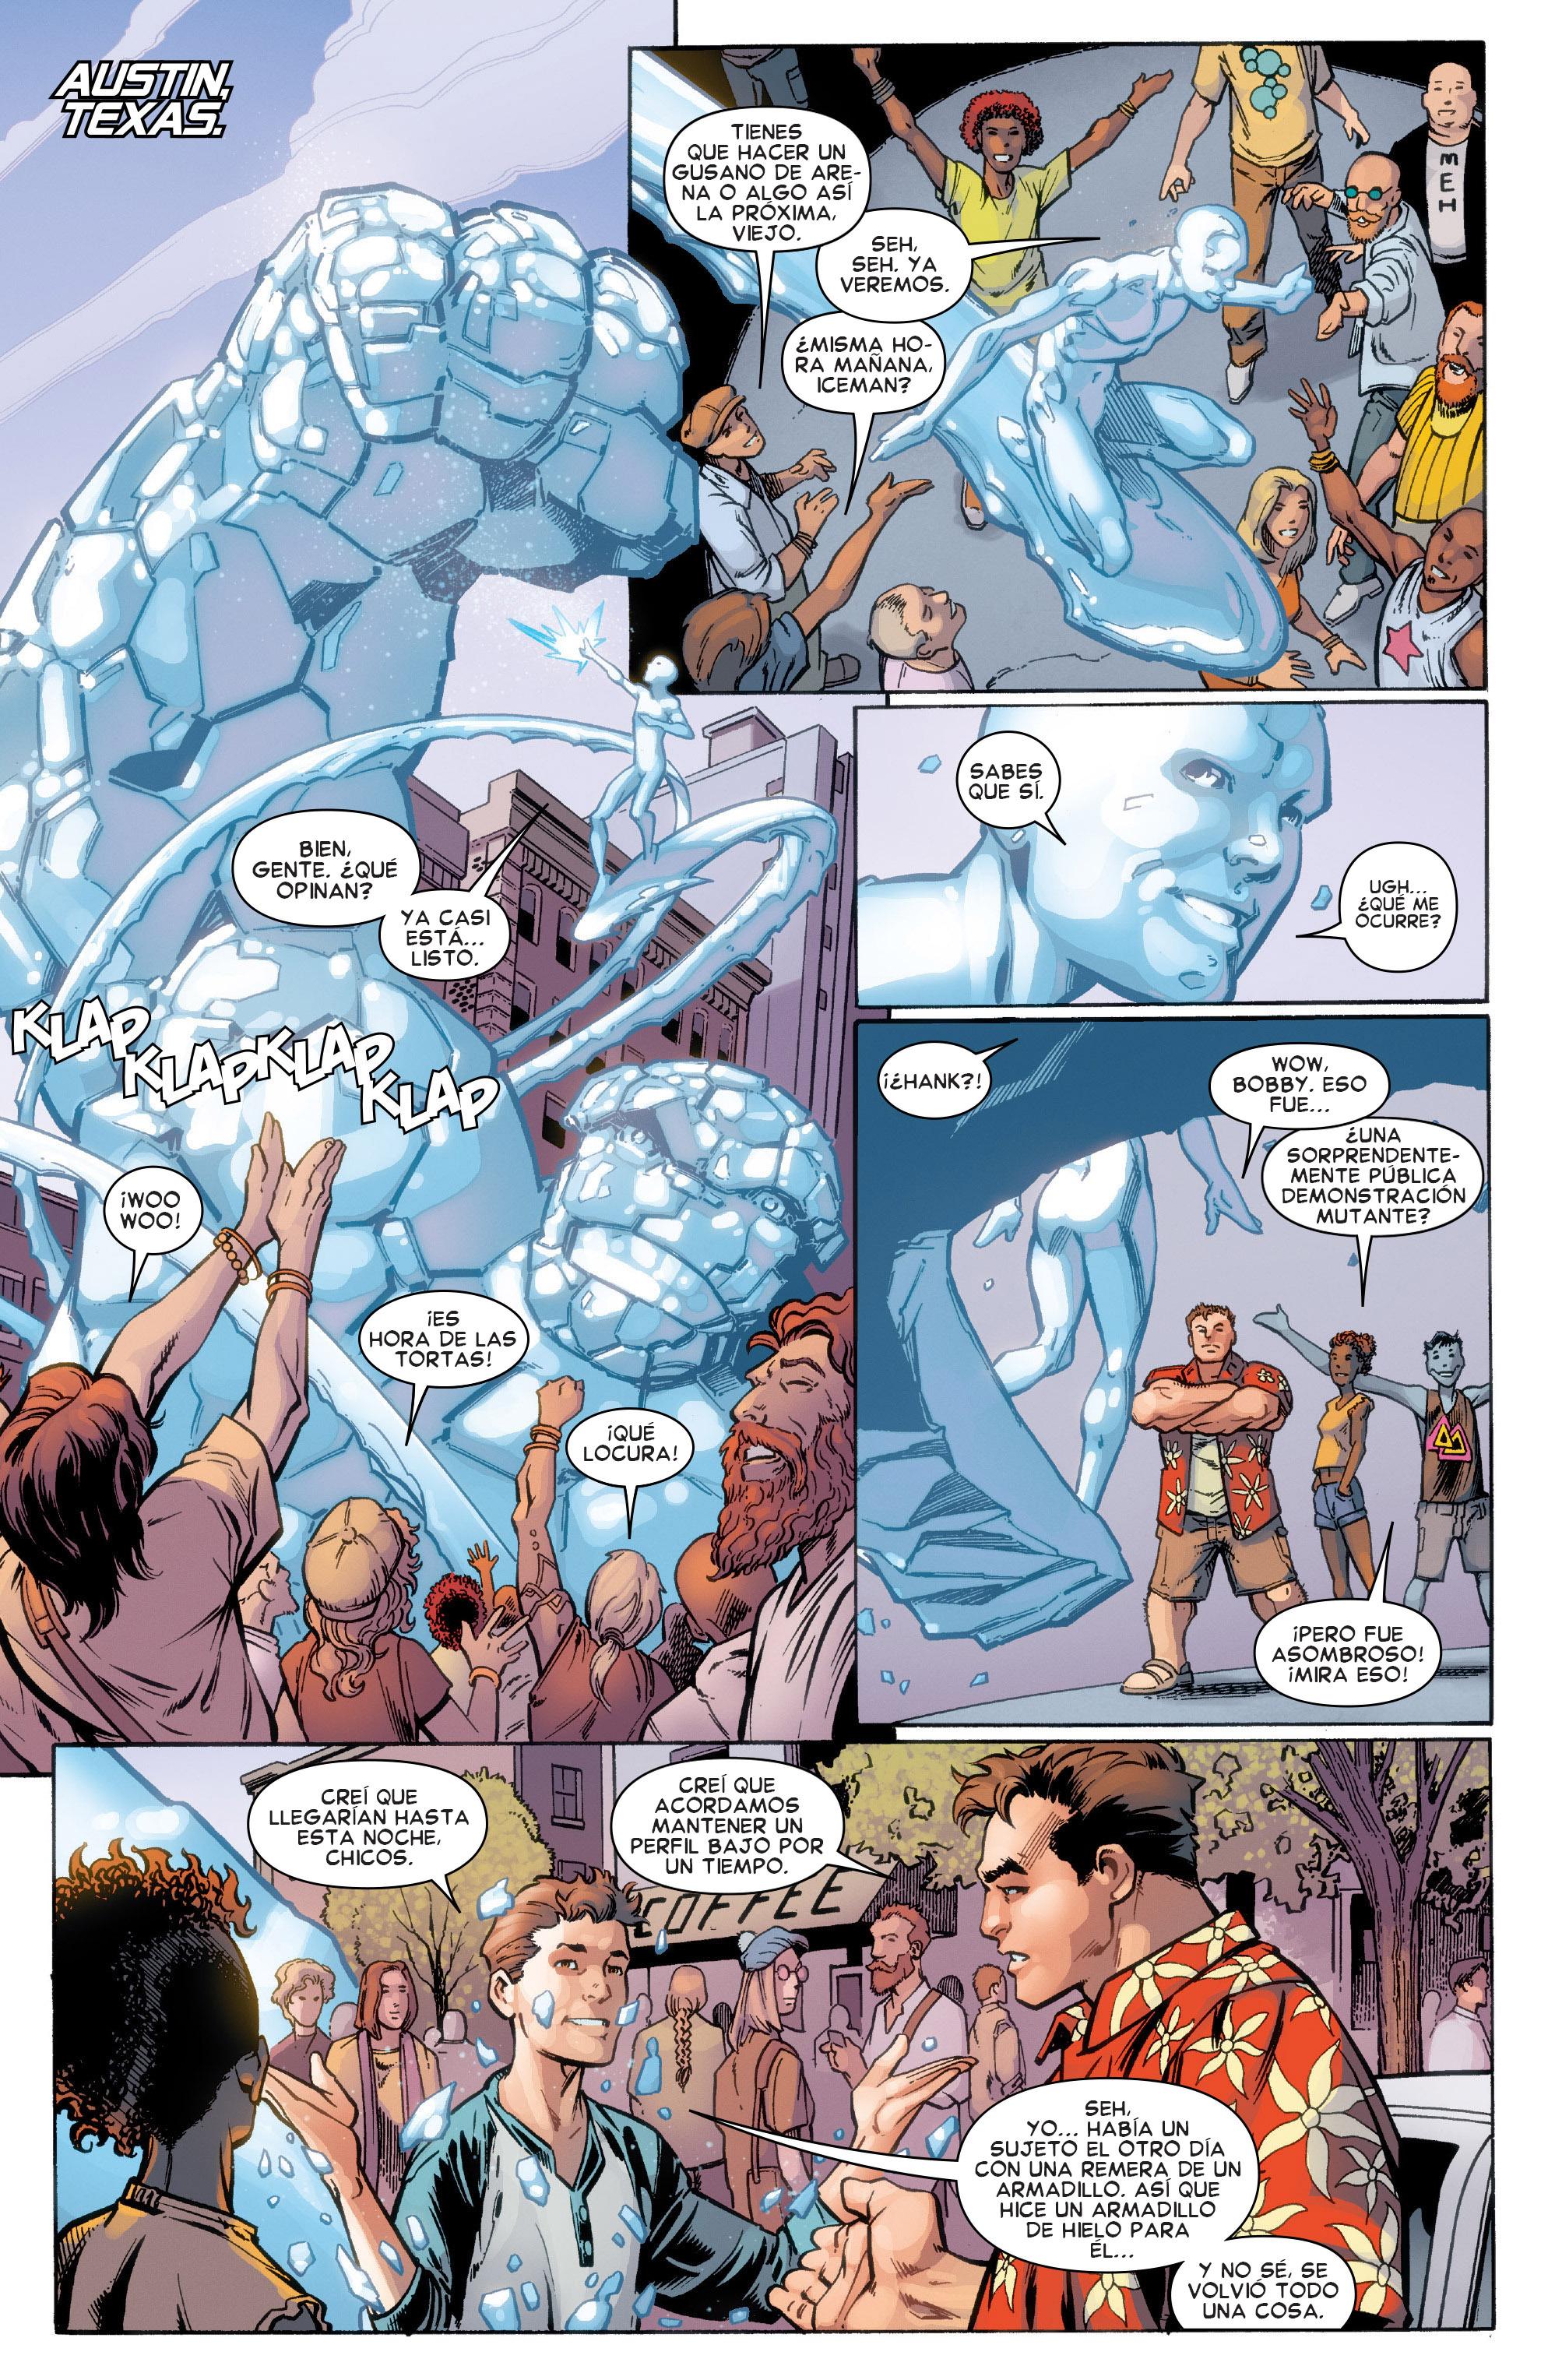 AUSTIN,
TEXAS.
BIEN,
GENTE. ¿QUÉ
OPINAN?
YA CASI
ESTÁ...
LISTO.
KLAP
KLAP
KLAP
KLAP
¡WOO
WOO!
¡ES
HORA DE LAS
TORTAS!
¡QUÉ
LOCURA!
TIENES
QUE HACER UN
GUSANO DE ARE-
NA O ALGO ASÍ
LA PRÓXIMA,
VIEJO.
SEH,
SEH. YA
VEREMOS.
¿MISMA HO-
RA MAÑANA,
ICEMAN?
MEH
SABES
QUE SÍ.
UGH...
¿QUÉ ME
OCURRE?
¡¿HANK?!
WOW,
BOBBY. ESO
FUE...
¿UNA
SORPRENDENTE-
MENTE PÚBLICA
DEMONSTRACIÓN
MUTANTE?
¡PERO FUE
ASOMBROSO!
¡MIRA ESO!
CREÍ QUE
LLEGARÍAN HASTA
ESTA NOCHE,
CHICOS.
CREÍ QUE
ACORDAMOS
MANTENER UN
PERFIL BAJO POR
UN TIEMPO.
COFFEE
SEH,
YO... HABÍA UN
SUJETO EL OTRO DÍA
CON UNA REMERA DE UN
ARMADILLO. ASÍ QUE
HICE UN ARMADILLO
DE HIELO PARA
ÉL...
Y NO SÉ, SE
VOLVIÓ TODO
UNA COSA.